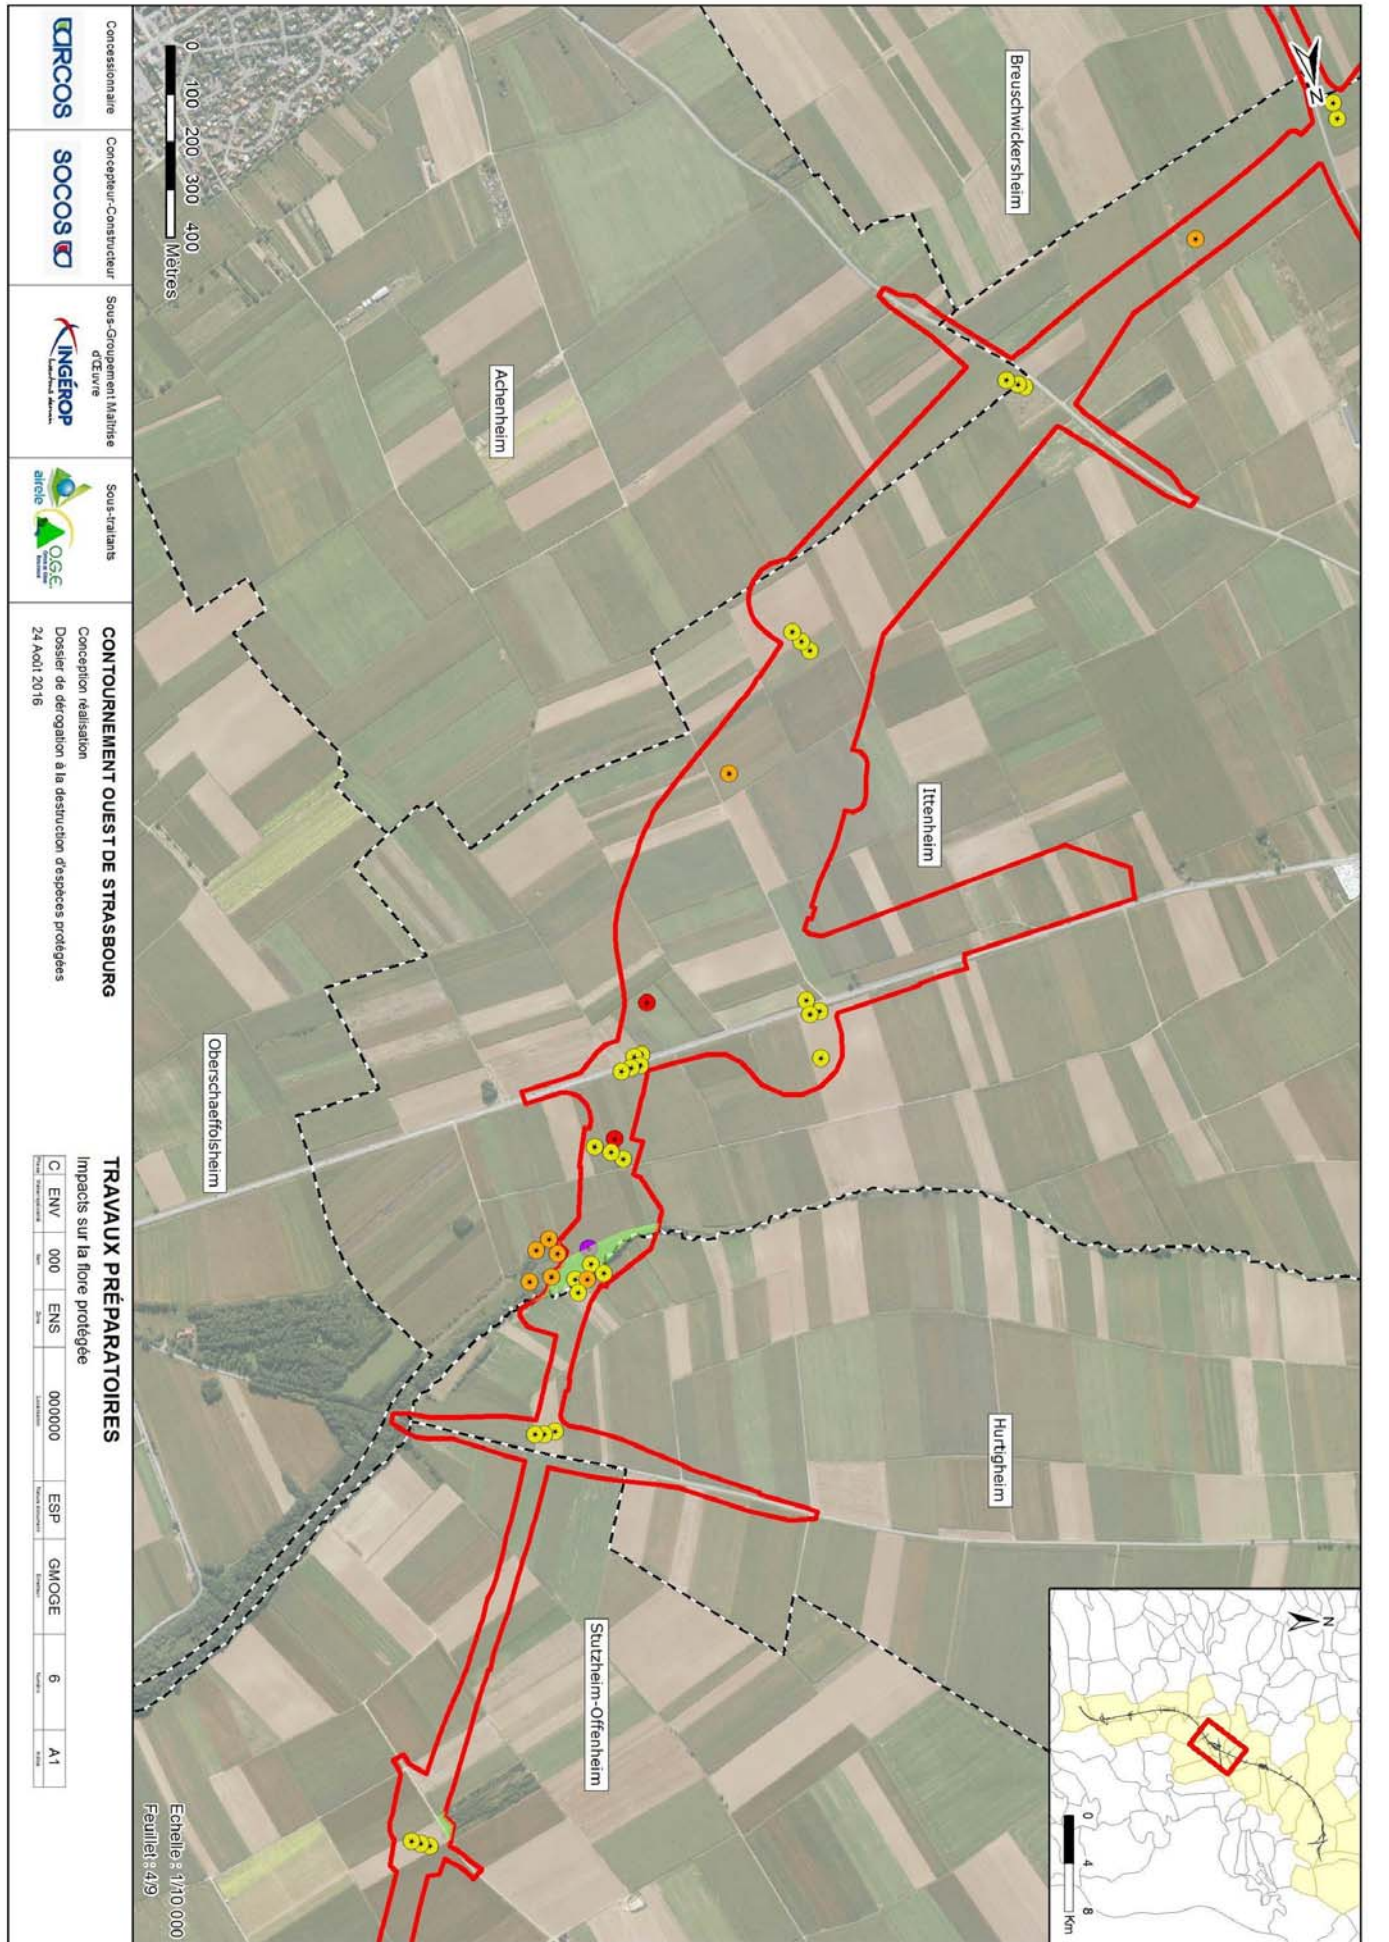 Breuschwickersheim
Achenheim
Ittenheim
Oberschaeffolsheim
Hurtigheim
Stutzheim-Offenheim
N
0 100 200 300 400
Mètres
N
0 4 8
Km
Echelle : 1/10 000
Feuillet : 4/9
Concessionnaire
ARCOS
Concepteur-Constructeur
SOCOS
Sous-Groupement Maîtrise
d'Œuvre
INGÉROP
Sous-traitants
airele
O.G.E.
CONTOURNEMENT OUEST DE STRASBOURG
Conception réalisation
Dossier de dérogation à la destruction d'espèces protégées
24 Août 2016
TRAVAUX PRÉPARATOIRES
Impacts sur la flore protégée
C ENV 000 ENS 000000 ESP GMOGE 6 A1